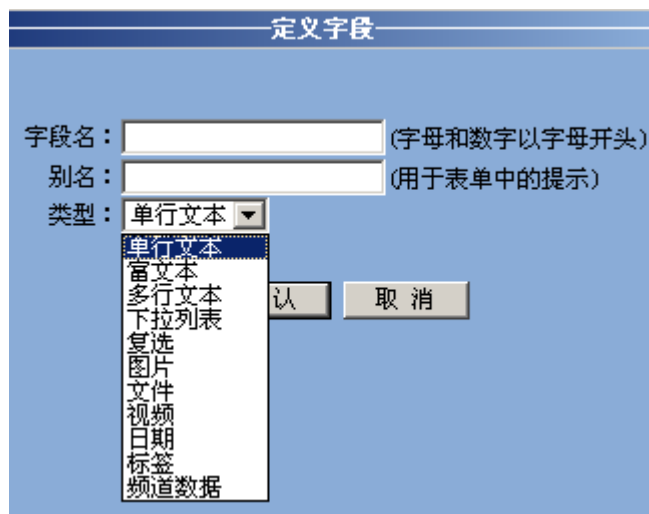 定义字段
字段名：(字母和数字以字母开头)
别名：(用于表单中的提示)
类型：单行文本
单行文本
富文本
多行文本
下拉列表
复选
图片
文件
视频
日期
标签
频道数据
认 取 消